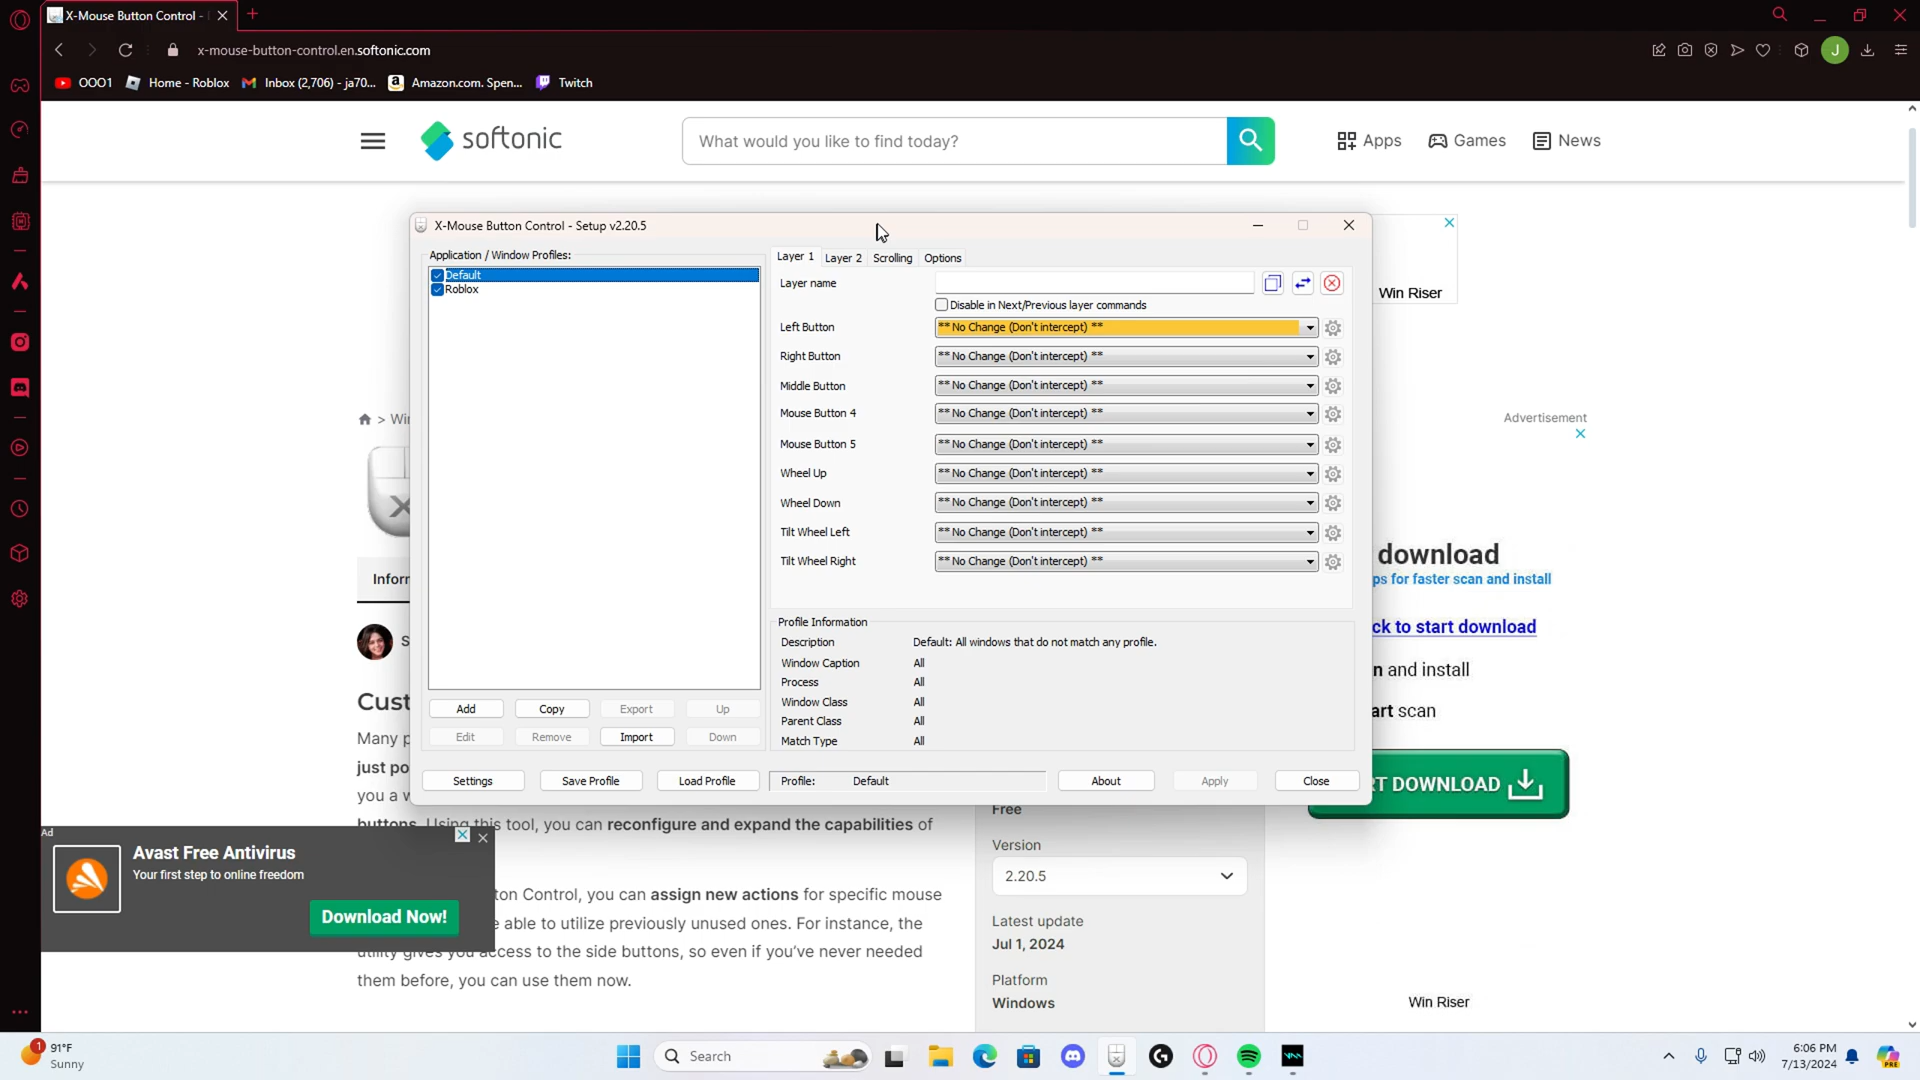 X-Mouse Button Control -
x-mouse-button-control.en.softonic.com
J
OOO1
Home - Roblox
Inbox (2,706) - ja70...
Amazon.com. Spen...
Twitch
softonic
What would you like to find today?
Apps
Games
News
X-Mouse Button Control - Setup v2.20.5
Application / Window Profiles:
Default
Roblox
Layer 1
Layer 2
Scrolling
Options
Layer name
Disable in Next/Previous layer commands
Left Button
** No Change (Don't intercept) **
Right Button
** No Change (Don't intercept) **
Middle Button
** No Change (Don't intercept) **
Mouse Button 4
** No Change (Don't intercept) **
Mouse Button 5
** No Change (Don't intercept) **
Wheel Up
** No Change (Don't intercept) **
Wheel Down
** No Change (Don't intercept) **
Tilt Wheel Left
** No Change (Don't intercept) **
Tilt Wheel Right
** No Change (Don't intercept) **
Profile Information
Description
Default: All windows that do not match any profile.
Window Caption
All
Process
All
Window Class
All
Parent Class
All
Match Type
All
Add
Copy
Export
Up
Edit
Remove
Import
Down
Settings
Save Profile
Load Profile
Profile:
Default
About
Apply
Close
Win Riser
Advertisement
download
ps for faster scan and install
ck to start download
n and install
art scan
RT DOWNLOAD
Win Riser
> Wi
Infor
S
Cust
Many p
just po
you a w
buttons. Using this tool, you can reconfigure and expand the capabilities of
ton Control, you can assign new actions for specific mouse
e able to utilize previously unused ones. For instance, the
utility gives you access to the side buttons, so even if you've never needed
them before, you can use them now.
Ad
Avast Free Antivirus
Your first step to online freedom
Download Now!
Free
Version
2.20.5
Latest update
Jul 1, 2024
Platform
Windows
1
91°F
Sunny
Search
6:06 PM
7/13/2024
PRE